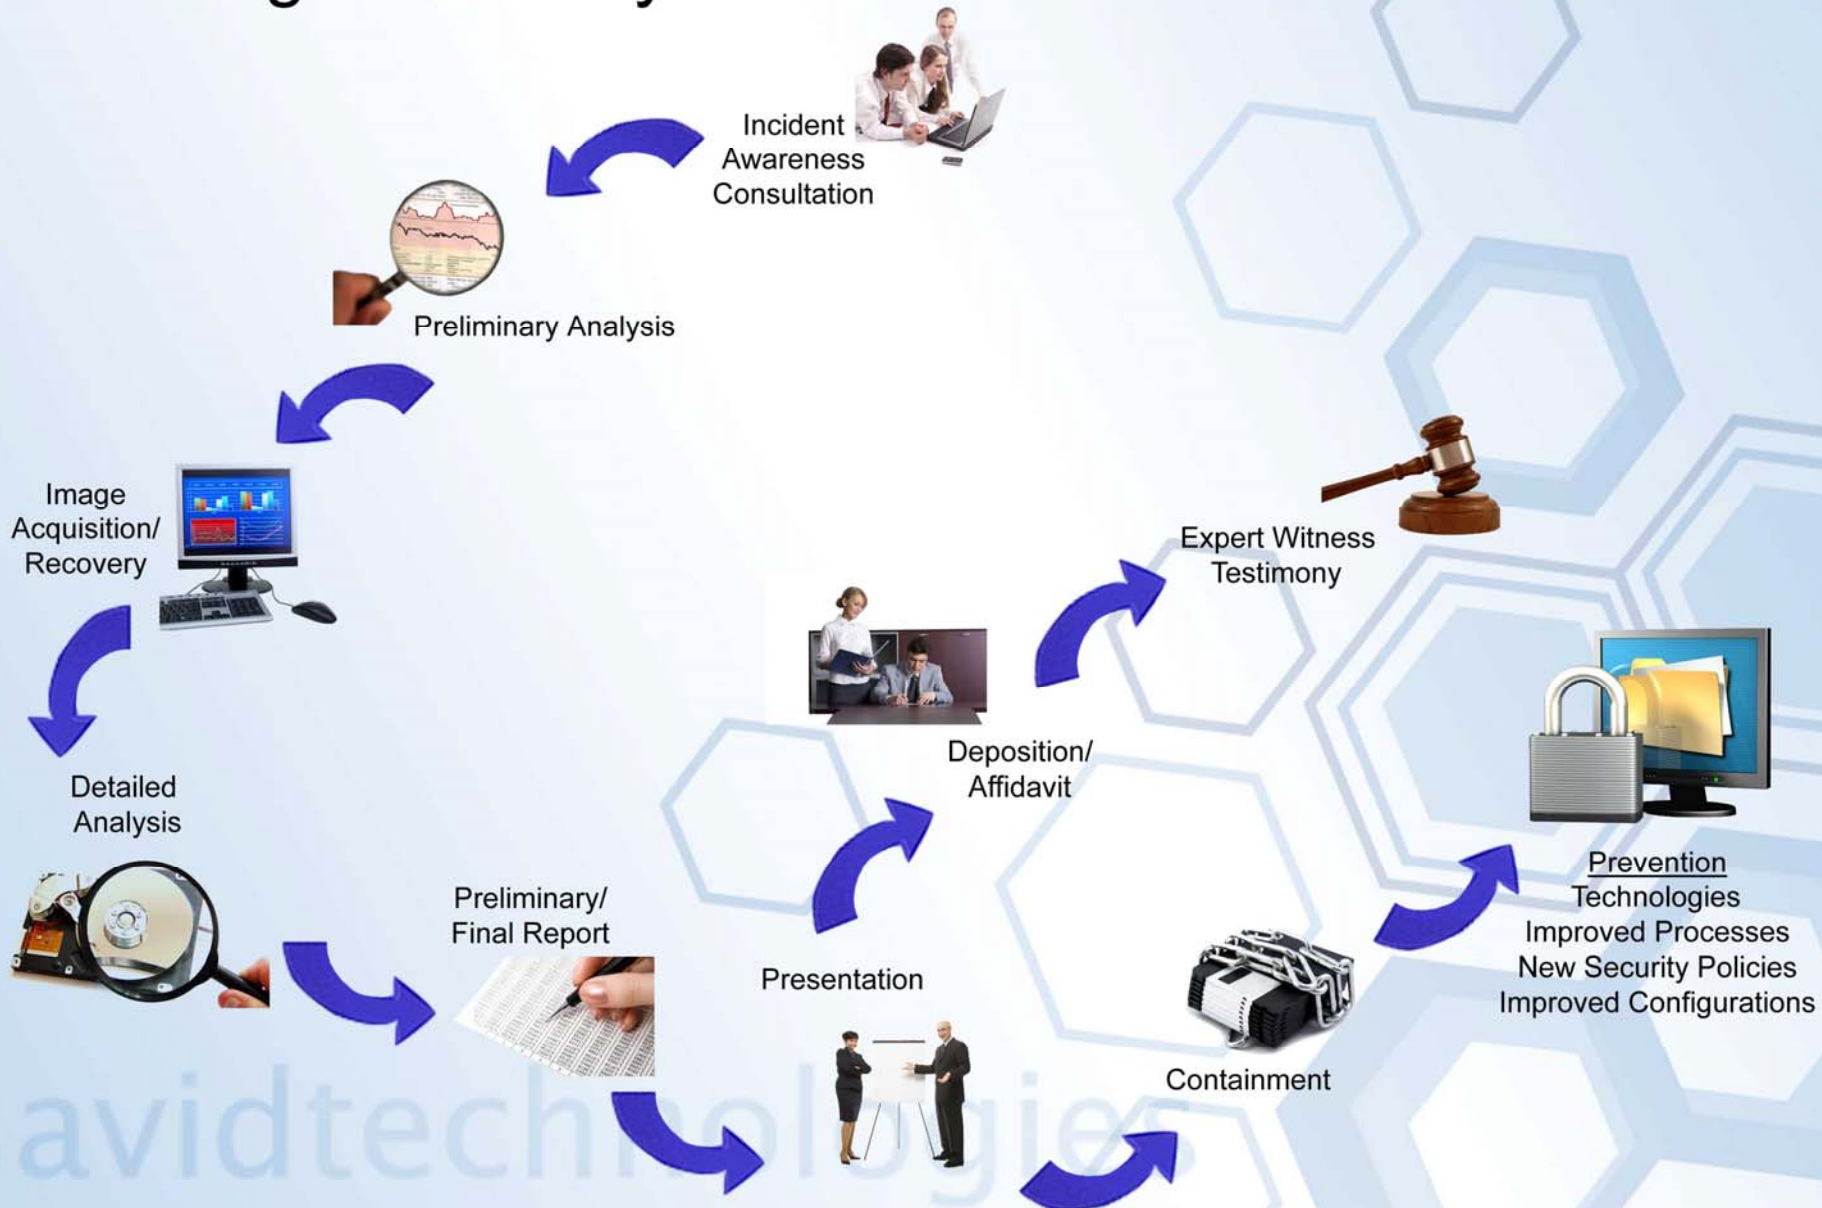 Incident
Awareness
Consultation
Preliminary Analysis
Image
Acquisition/
Recovery
Detailed
Analysis
Preliminary/
Final Report
Presentation
Deposition/
Affidavit
Expert Witness
Testimony
Containment
Prevention
Technologies
Improved Processes
New Security Policies
Improved Configurations
avidtechnologies